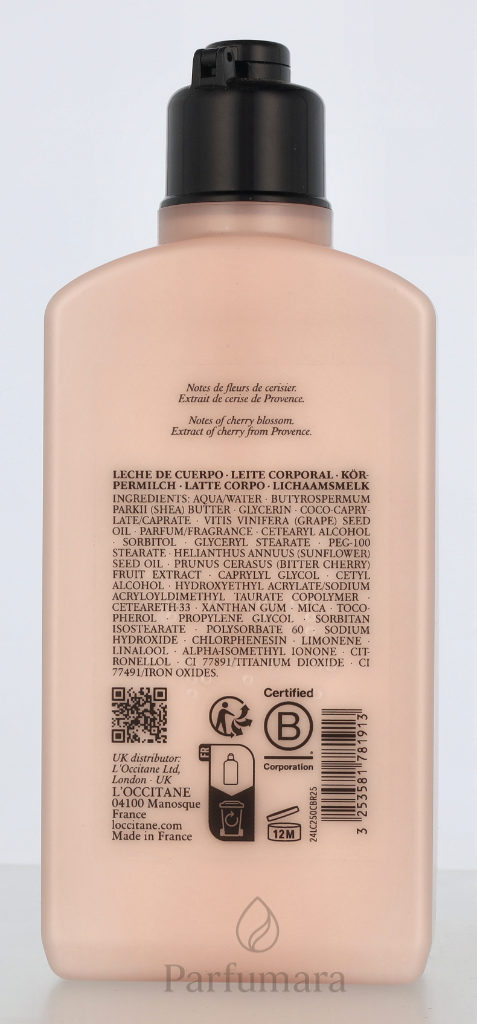 Notes de fleurs de cerisier.
Extrait de cerise de Provence.
Notes of cherry blossom.
Extract of cherry from Provence.
LECHE DE CUERPO · LEITE CORPORAL · KÖR-
PERMILCH · LATTE CORPO · LICHAAMSMELK
INGREDIENTS: AQUA/WATER · BUTYROSPERMUM
PARKII (SHEA) BUTTER · GLYCERIN · COCO-CAPRY-
LATE/CAPRATE · VITIS VINIFERA (GRAPE) SEED
OIL · PARFUM/FRAGRANCE · CETEARYL ALCOHOL
· SORBITOL · GLYCERYL STEARATE · PEG-100
STEARATE · HELIANTHUS ANNUUS (SUNFLOWER)
SEED OIL · PRUNUS CERASUS (BITTER CHERRY)
FRUIT EXTRACT · CAPRYLYL GLYCOL · CETYL
ALCOHOL · HYDROXYETHYL ACRYLATE/SODIUM
ACRYLOYLDIMETHYL TAURATE COPOLYMER ·
CETEARETH-33 · XANTHAN GUM · MICA · TOCO-
PHEROL · PROPYLENE GLYCOL · SORBITAN
ISOSTEARATE · POLYSORBATE 60 · SODIUM
HYDROXIDE · CHLORPHENESIN · LIMONENE ·
LINALOOL · ALPHA-ISOMETHYL IONONE · CIT-
RONELLOL · CI 77891/TITANIUM DIOXIDE · CI
77491/IRON OXIDES.
UK distributor:
L'Occitane Ltd,
London · UK
L'OCCITANE
04100 Manosque
France
loccitane.com
Made in France
FR
Certified
B
®
Corporation
12M
24LC250CBR25
3 253581 781913
Parfumara